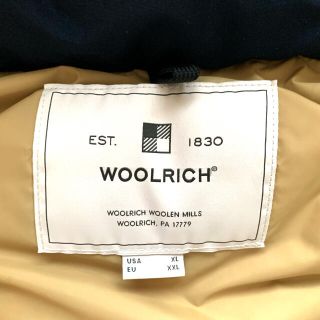 EST. 1830
WOOLRICH®
WOOLRICH WOOLEN MILLS
WOOLRICH, PA 17779
USA XL
EU XXL